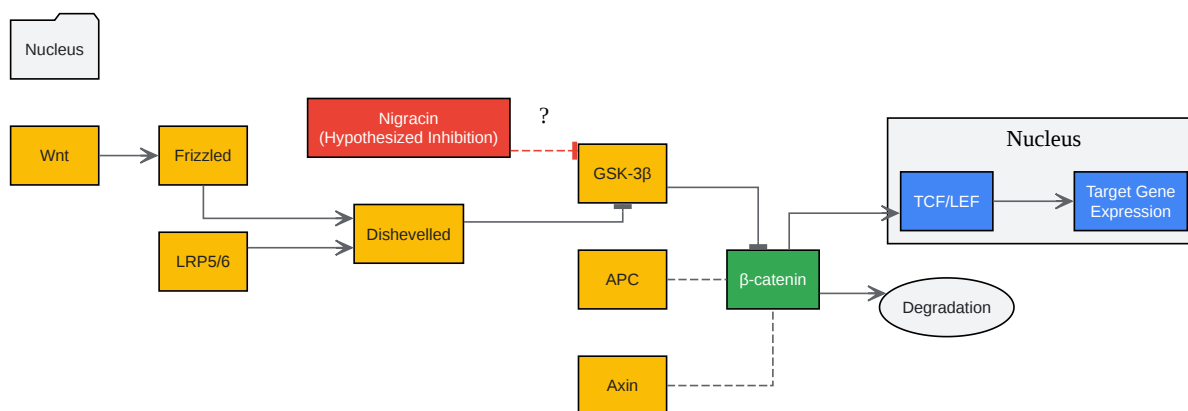 Nucleus
Nigracin
(Hypothesized Inhibition)
?
Wnt
Frizzled
GSK-3β
Nucleus
TCF/LEF
Target Gene
Expression
Dishevelled
LRP5/6
APC
β-catenin
Degradation
Axin